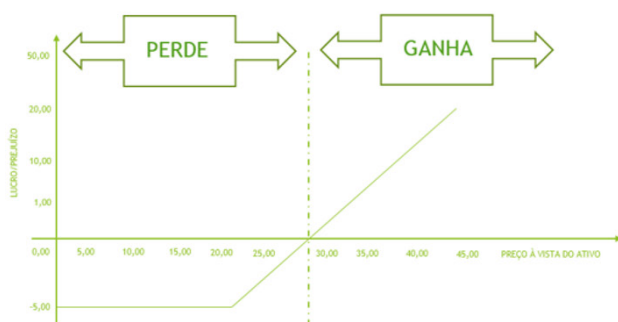 PERDE
GANHA
50,00
20,00
10,00
1,00
0,00
-5,00
LUCRO/PREJUÍZO
5,00 10,00 15,00 20,00 25,00 30,00 35,00 40,00 45,00 PREÇO À VISTA DO ATIVO